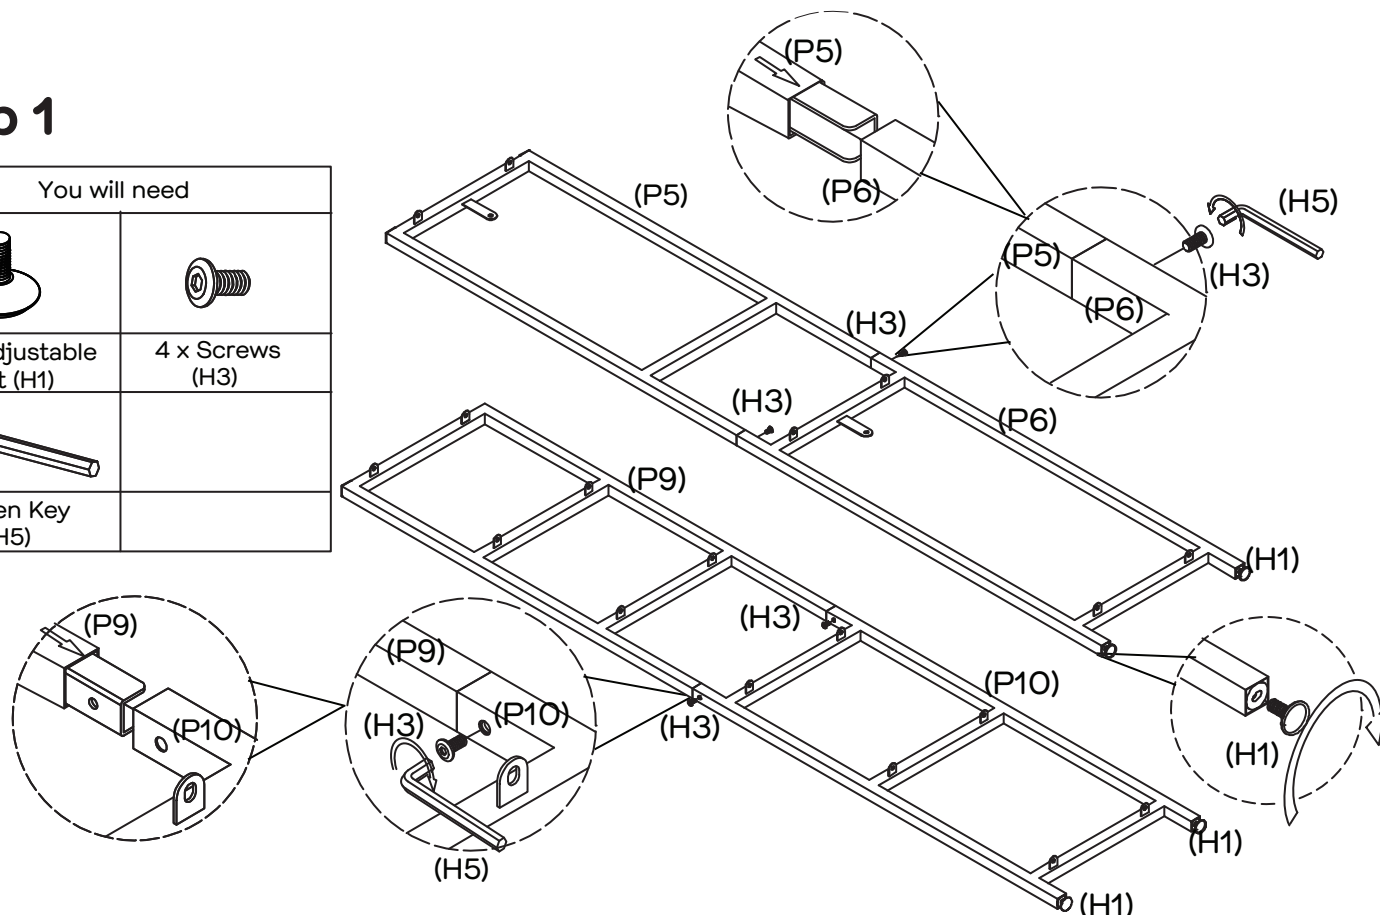 p 1
You will need
djustable
t (H1)
4 x Screws
(H3)
en Key
H5)
(P5)
(P6)
(P5)
(P6)
(H5)
(H3)
(P5)
(H3)
(H3)
(P6)
(H1)
(P9)
(H3)
(P10)
(H3)
(H1)
(H1)
(H1)
(P9)
(P10)
(P9)
(P10)
(H3)
(H5)